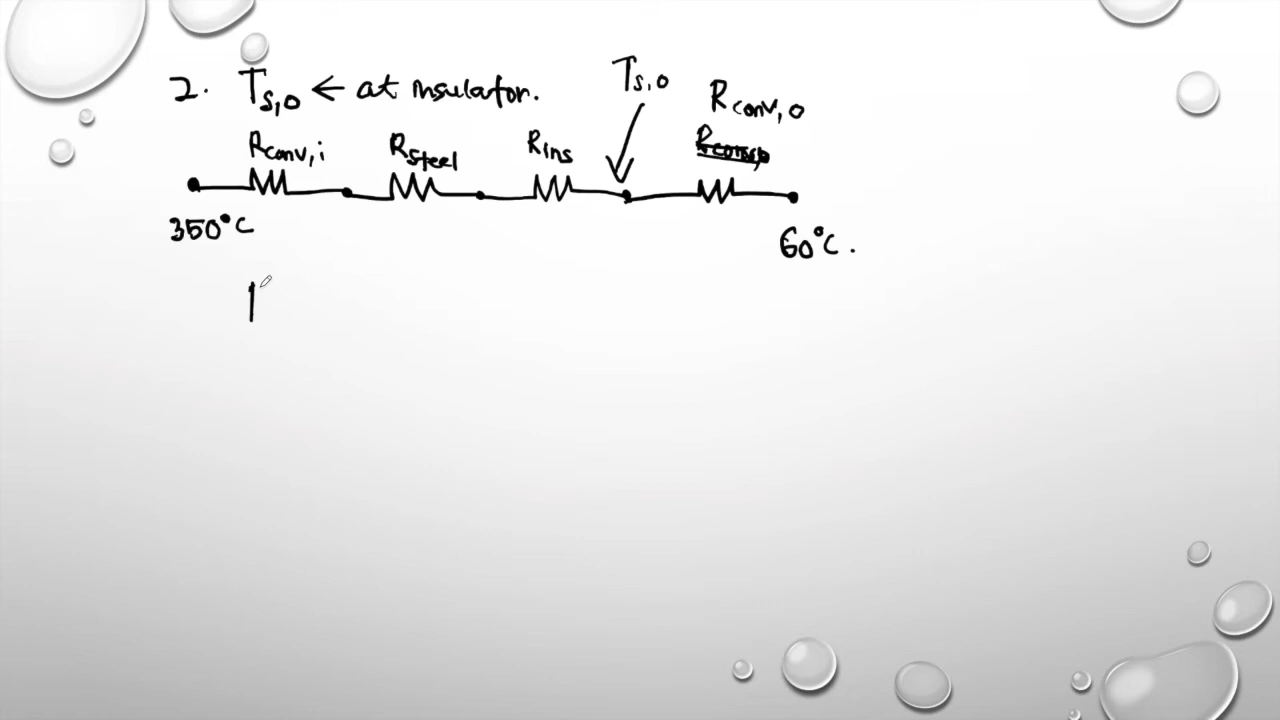 2. Ts,o ← at insulator.
Ts,o
Rconv,o
Rconv,i Rsteel Rins
350°C 60°C.